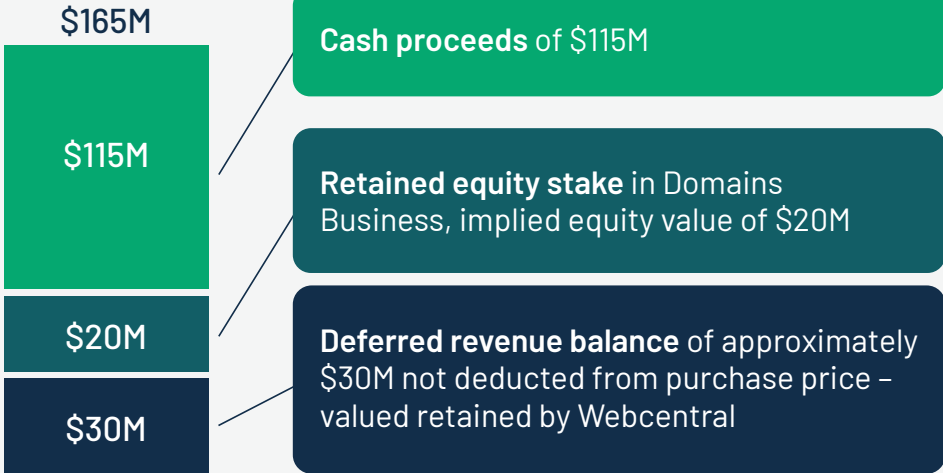 $165M
$115M
$20M
$30M
Cash proceeds of $115M
Retained equity stake in Domains
Business, implied equity value of $20M
Deferred revenue balance of approximately
$30M not deducted from purchase price –
valued retained by Webcentral